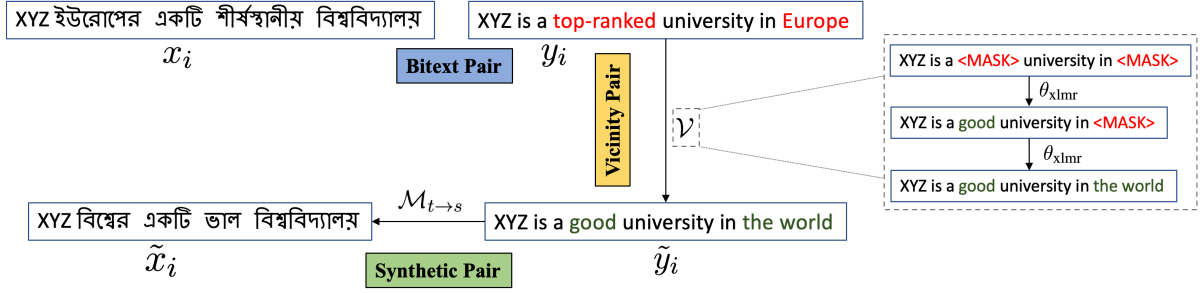 XYZ ইউরোপের একটি শীর্ষস্থানীয় বিশ্ববিদ্যালয়
XYZ is a top-ranked university in Europe
x_i
Bitext Pair
y_i
Vicinity Pair
𝒱
XYZ is a <MASK> university in <MASK>
θ_xlmr
XYZ is a good university in <MASK>
θ_xlmr
XYZ is a good university in the world
XYZ বিশ্বের একটি ভাল বিশ্ববিদ্যালয়
ℳ_{t→s}
XYZ is a good university in the world
x̃_i
Synthetic Pair
ỹ_i